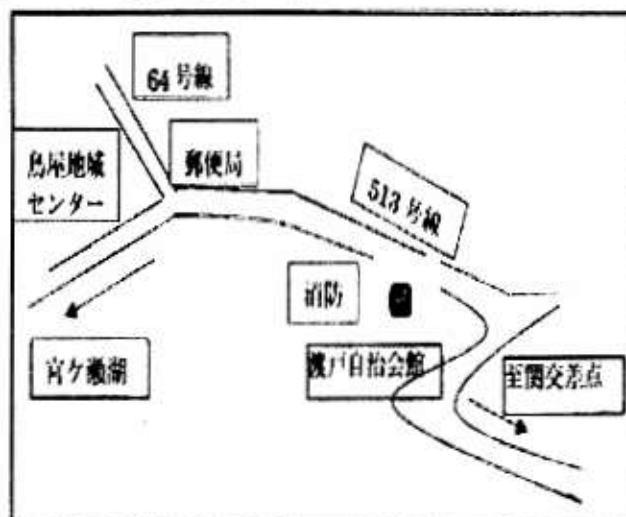 64号線
鳥屋地域
センター
郵便局
513号線
消防
宮ケ瀬湖
渡戸自治会館
至関交差点